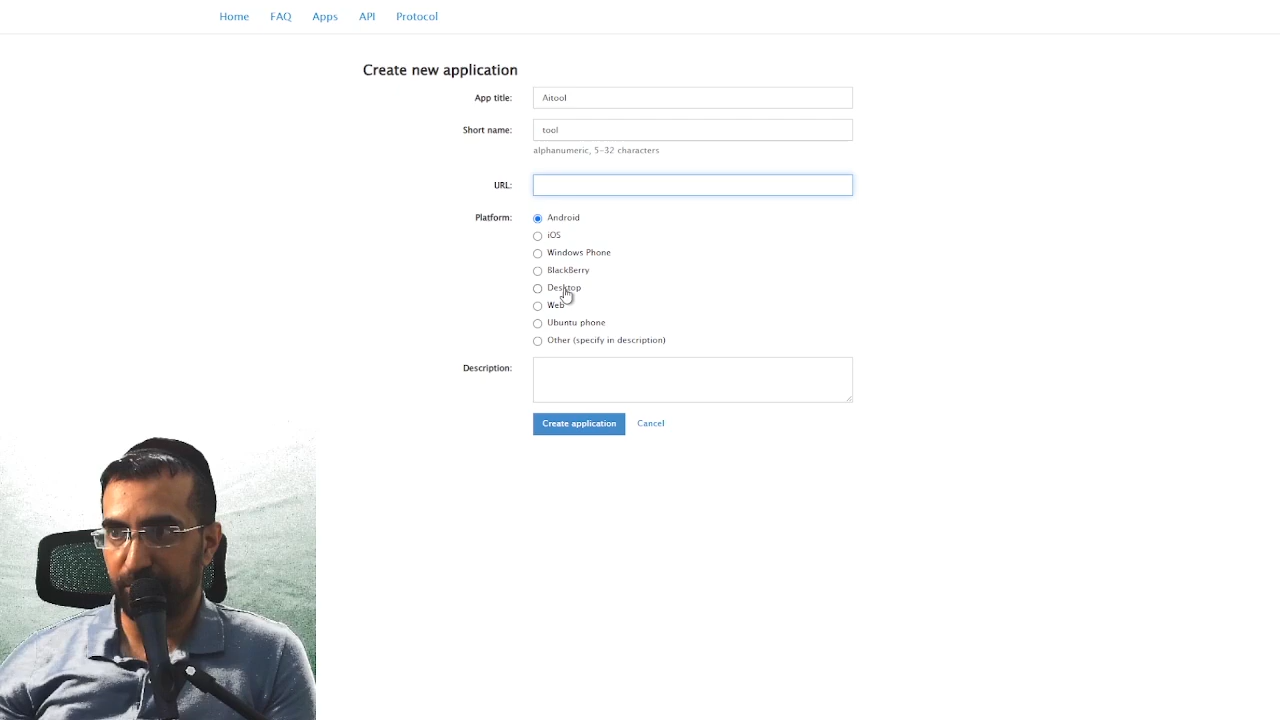 Home FAQ Apps API Protocol
Create new application
App title: Aitool
Short name: tool
alphanumeric, 5-32 characters
URL:
Platform: Android
iOS
Windows Phone
BlackBerry
Desktop
Web
Ubuntu phone
Other (specify in description)
Description:
Create application Cancel